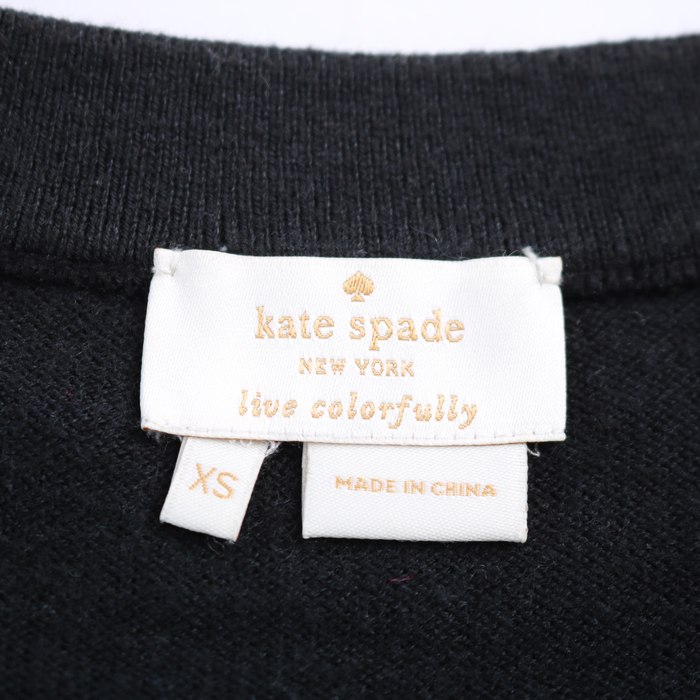 kate spade
NEW YORK
live colorfully
XS
MADE IN CHINA